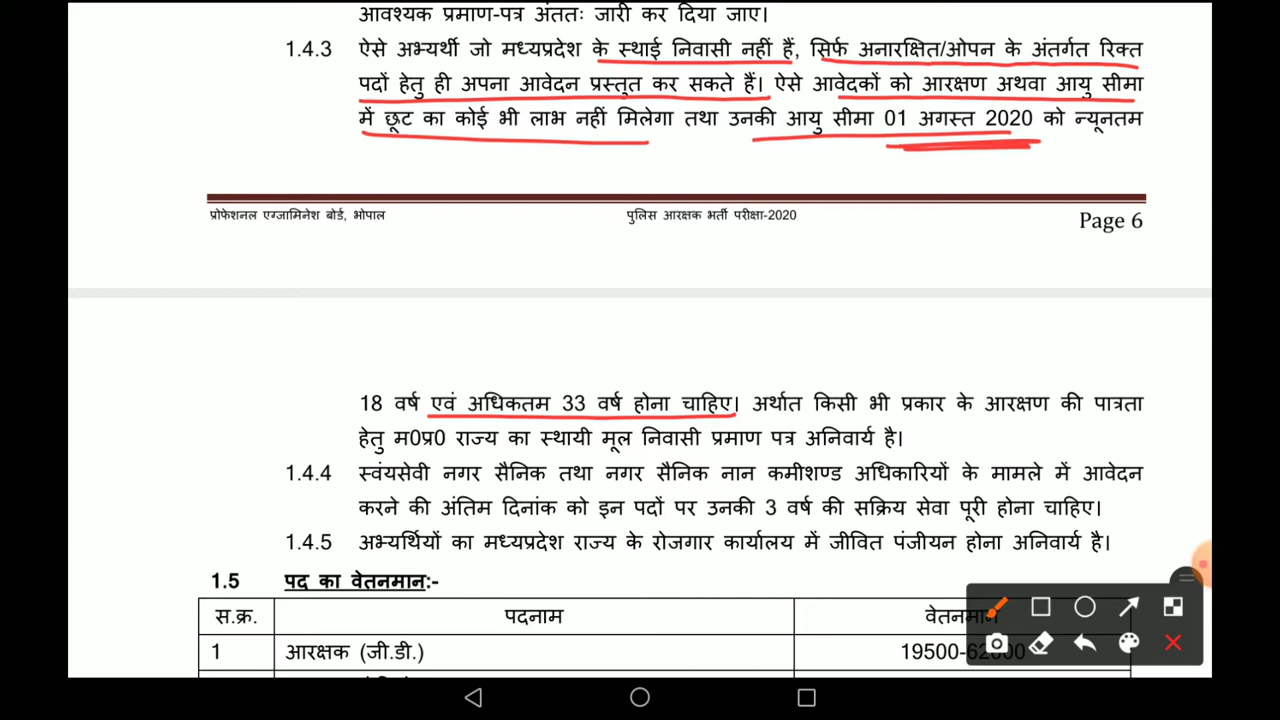 आवश्यक प्रमाण-पत्र अंततः जारी कर दिया जाए।
1.4.3 ऐसे अभ्यर्थी जो मध्यप्रदेश के स्थाई निवासी नहीं हैं, सिर्फ अनारक्षित/ओपन के अंतर्गत रिक्त
पदों हेतु ही अपना आवेदन प्रस्तुत कर सकते हैं। ऐसे आवेदकों को आरक्षण अथवा आयु सीमा
में छूट का कोई भी लाभ नहीं मिलेगा तथा उनकी आयु सीमा 01 अगस्त 2020 को न्यूनतम
प्रोफेशनल एग्जामिनेश बोर्ड, भोपाल पुलिस आरक्षक भर्ती परीक्षा-2020 Page 6
18 वर्ष एवं अधिकतम 33 वर्ष होना चाहिए। अर्थात किसी भी प्रकार के आरक्षण की पात्रता
हेतु म0प्र0 राज्य का स्थायी मूल निवासी प्रमाण पत्र अनिवार्य है।
1.4.4 स्वंयसेवी नगर सैनिक तथा नगर सैनिक नान कमीशण्ड अधिकारियों के मामले में आवेदन
करने की अंतिम दिनांक को इन पदों पर उनकी 3 वर्ष की सक्रिय सेवा पूरी होना चाहिए।
1.4.5 अभ्यर्थियों का मध्यप्रदेश राज्य के रोजगार कार्यालय में जीवित पंजीयन होना अनिवार्य है।
1.5 पद का वेतनमान:-
स.क्र. पदनाम वेतनमान
1 आरक्षक (जी.डी.) 19500-62000